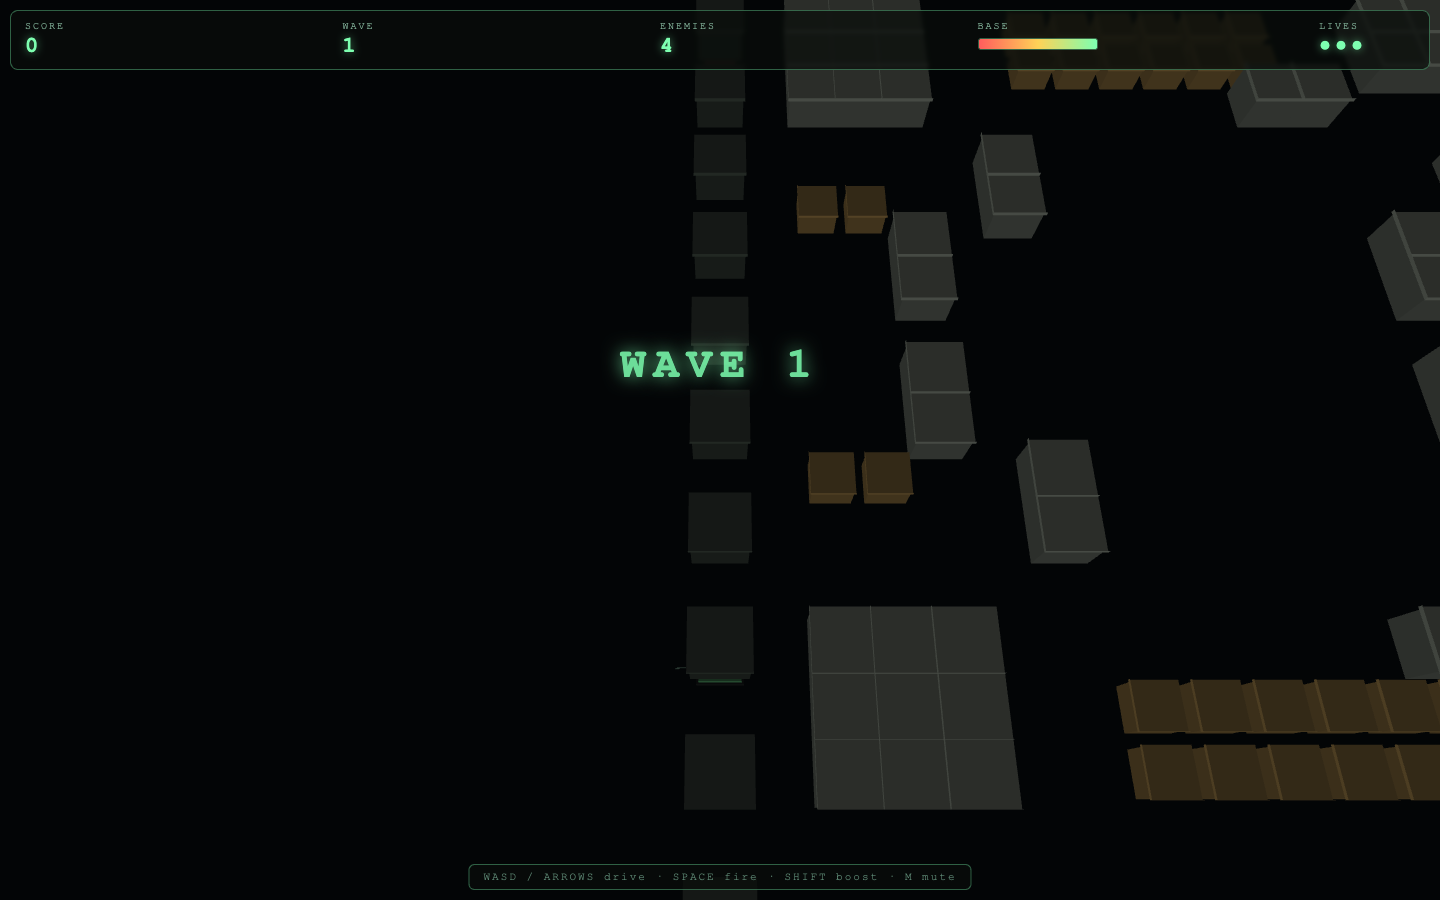 SCORE
0
WAVE
1
ENEMIES
4
BASE
LIVES
WAVE 1
WASD / ARROWS drive · SPACE fire · SHIFT boost · M mute